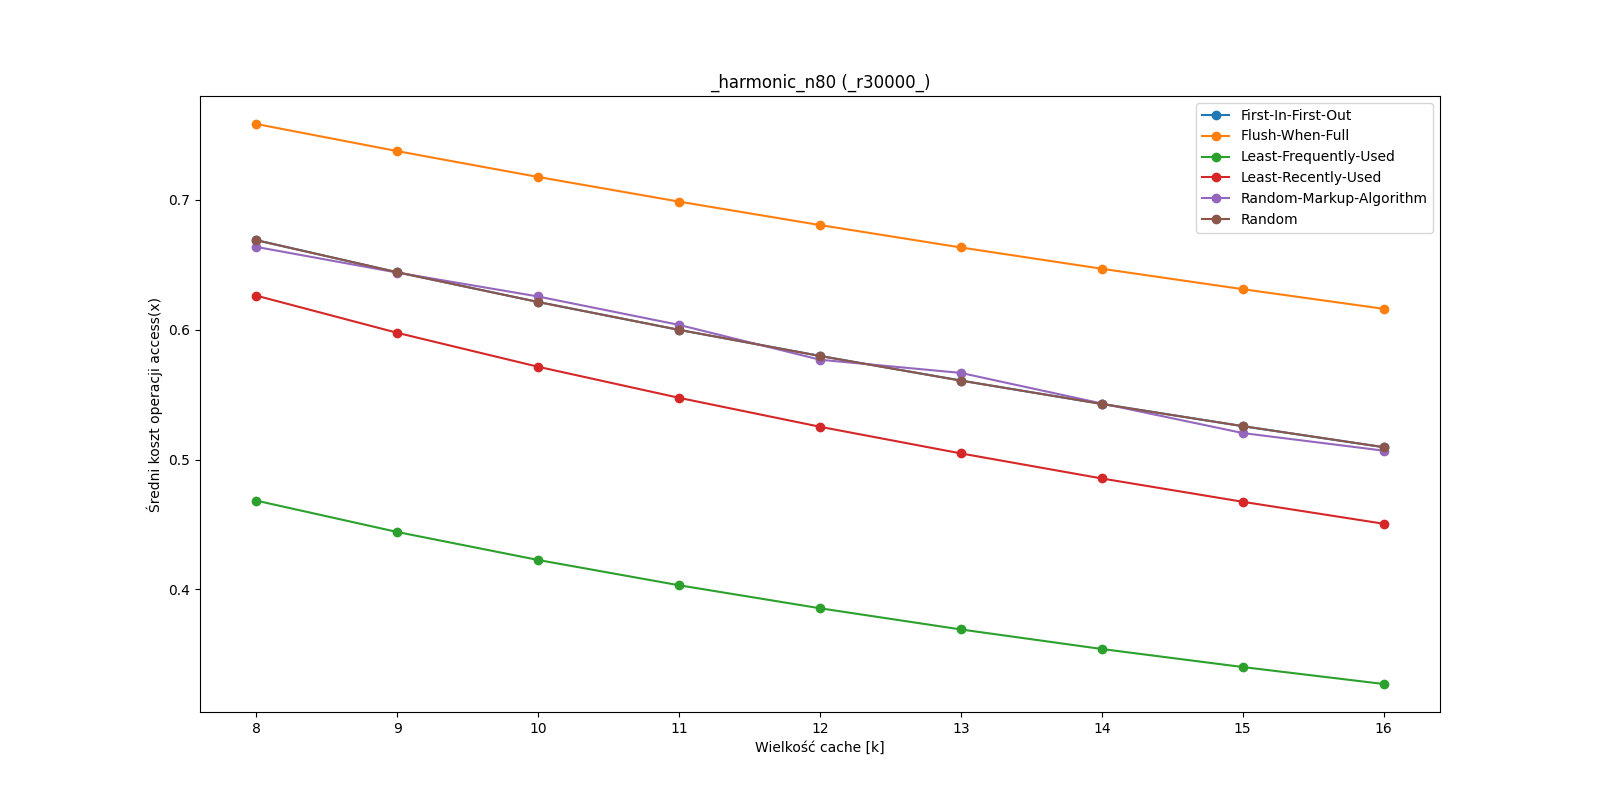 _harmonic_n80 (_r30000_)
First-In-First-Out
Flush-When-Full
Least-Frequently-Used
Least-Recently-Used
Random-Markup-Algorithm
Random
Średni koszt operacji access(x)
0.7
0.6
0.5
0.4
8 9 10 11 12 13 14 15 16
Wielkość cache [k]